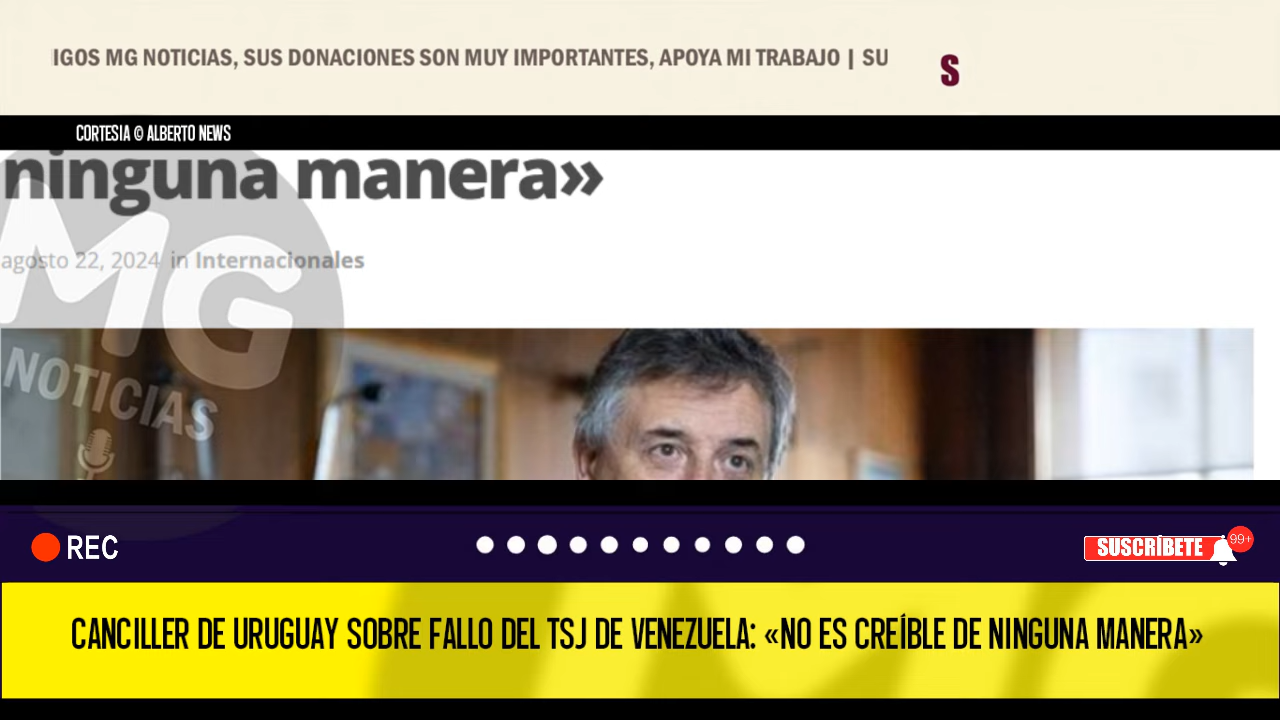 IGOS MG NOTICIAS, SUS DONACIONES SON MUY IMPORTANTES, APOYA MI TRABAJO | SU
S
CORTESIA © ALBERTO NEWS
ninguna manera»
agosto 22, 2024 in Internacionales
MG
NOTICIAS
REC
SUSCRÍBETE
99+
CANCILLER DE URUGUAY SOBRE FALLO DEL TSJ DE VENEZUELA: «NO ES CREÍBLE DE NINGUNA MANERA»